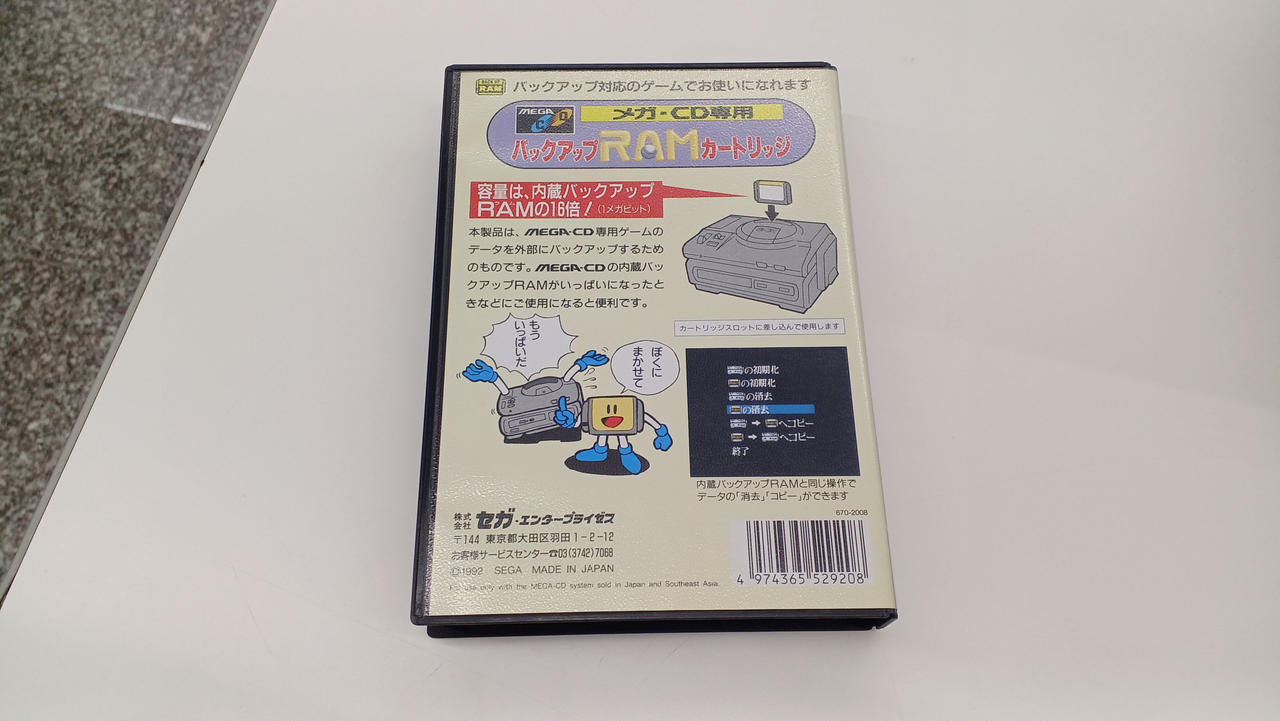 BACK UP
RAM
バックアップ対応のゲームでお使いになれます
MEGA
CD
メガ-CD専用
バックアップRAMカートリッジ
容量は、内蔵バックアップ
RAMの16倍!(1メガビット)
本製品は、MEGA-CD専用ゲームの
データを外部にバックアップするため
のものです。MEGA-CDの内蔵バッ
クアップRAMがいっぱいになったと
きなどにご使用になると便利です。
カートリッジスロットに差し込んで使用します
もう
いっぱいだ
ぼくに
まかせて
の初期化
の初期化
の消去
の消去
→ へコピー
→ へコピー
終了
内蔵バックアップRAMと同じ操作で
データの「消去」「コピー」ができます
株式会社 セガ・エンタープライゼス
〒144 東京都大田区羽田1-2-12
お客様サービスセンター☎03(3742)7068
©1992 SEGA MADE IN JAPAN
For use only with the MEGA-CD system sold in Japan and Southeast Asia.
670-2008
4 974365 529208